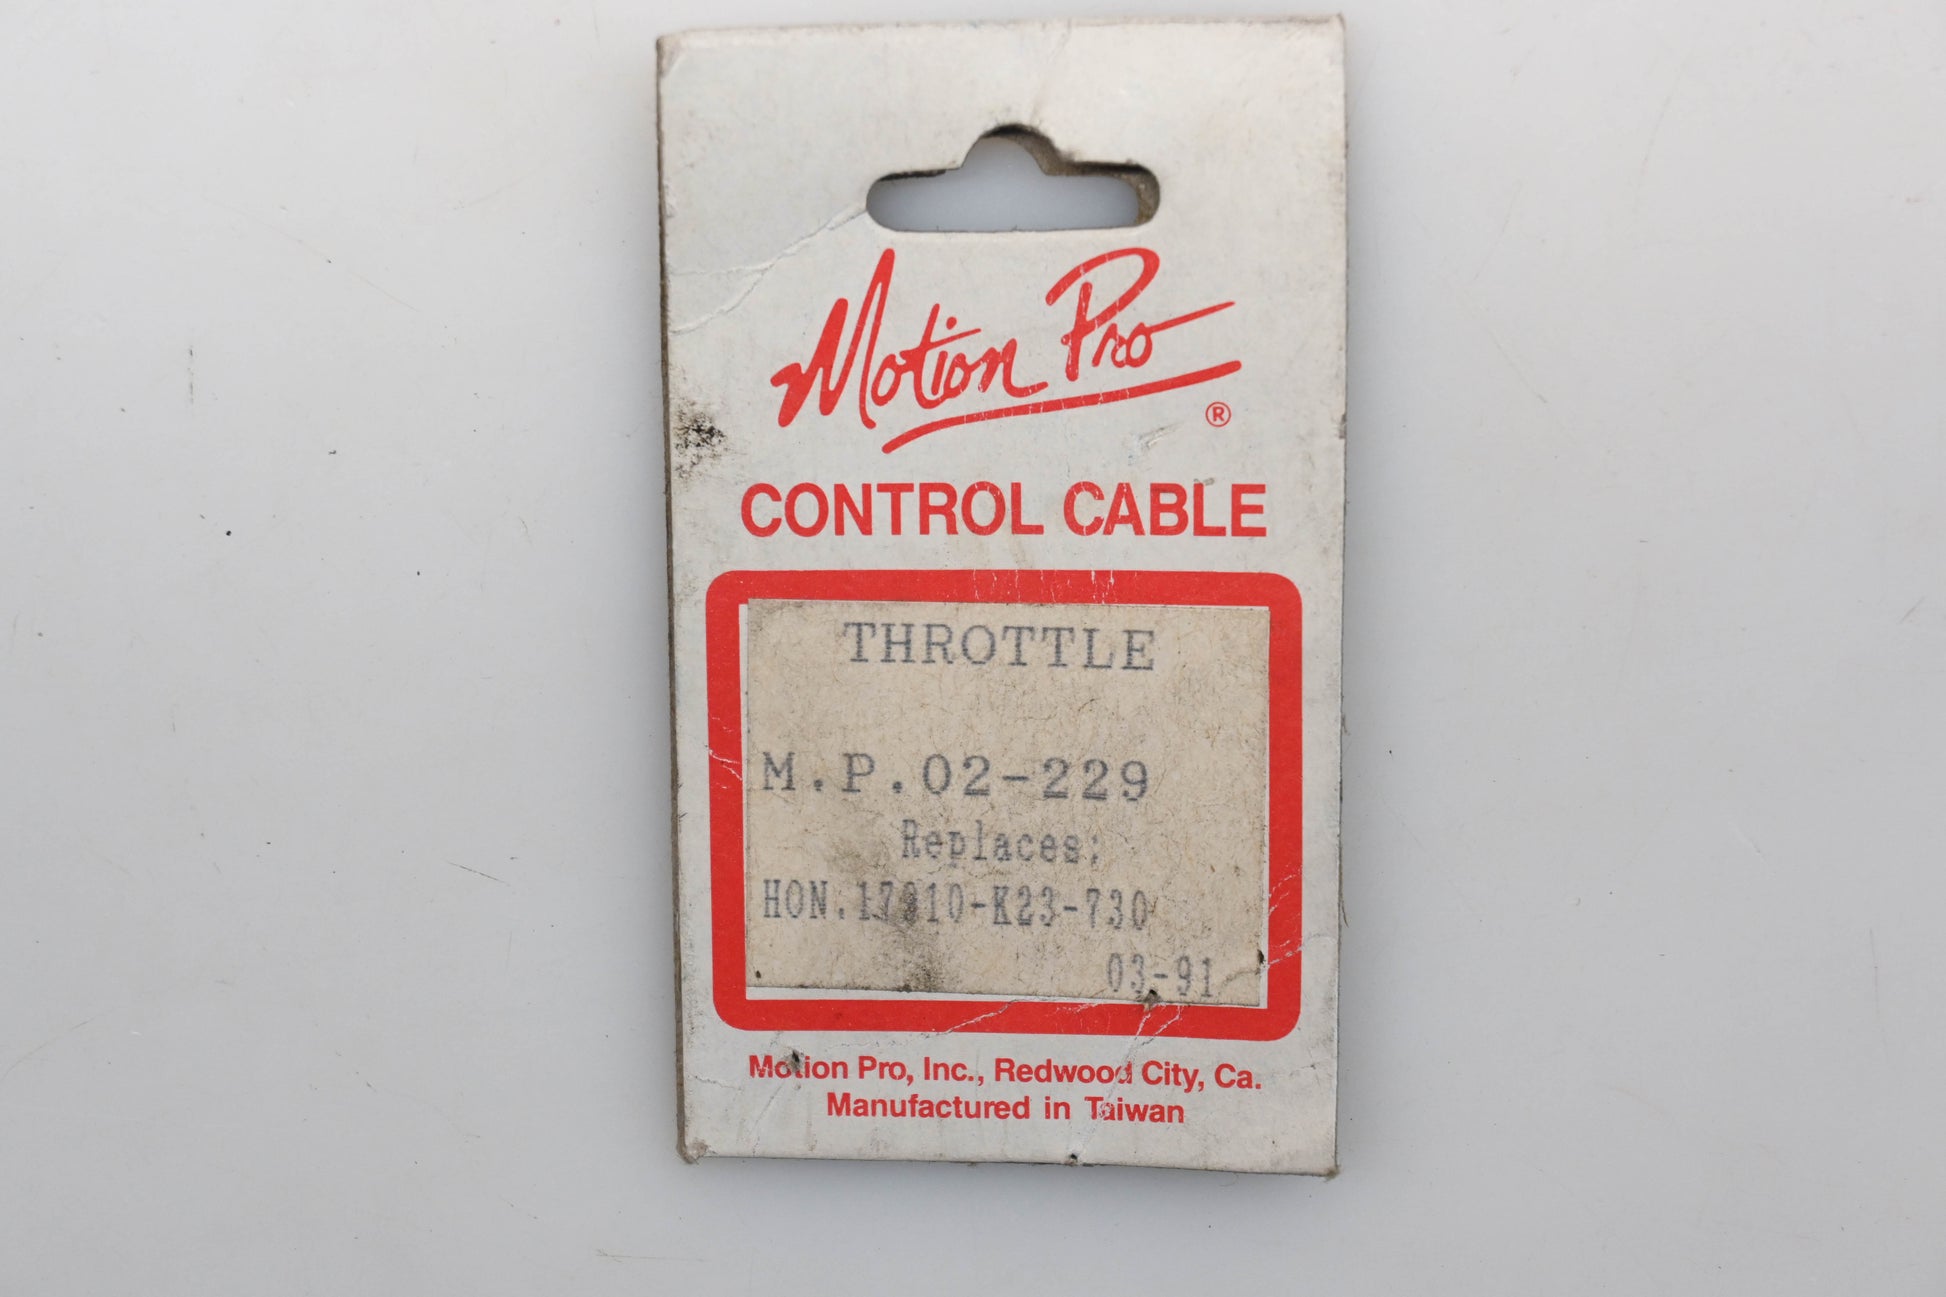 Motion Pro
®
CONTROL CABLE
THROTTLE
M.P.02-229
Replaces:
HON.17910-K23-730
03-91
Motion Pro, Inc., Redwood City, Ca.
Manufactured in Taiwan